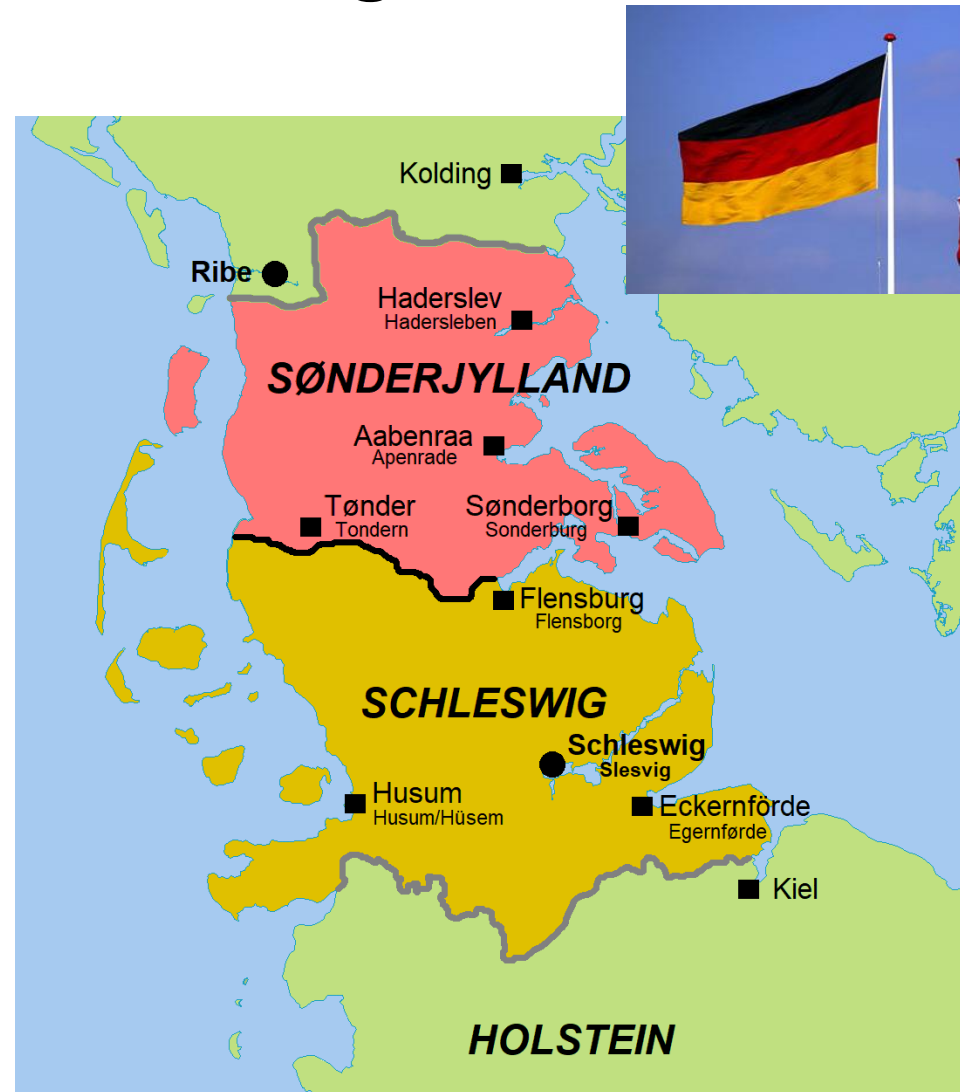 Kolding
Ribe
Haderslev
Hadersleben
SØNDERJYLLAND
Aabenraa
Apenrade
Tønder
Tondern
Sønderborg
Sonderburg
Flensburg
Flensborg
SCHLESWIG
Schleswig
Slesvig
Husum
Husum/Hüsem
Eckernförde
Egernførde
Kiel
HOLSTEIN